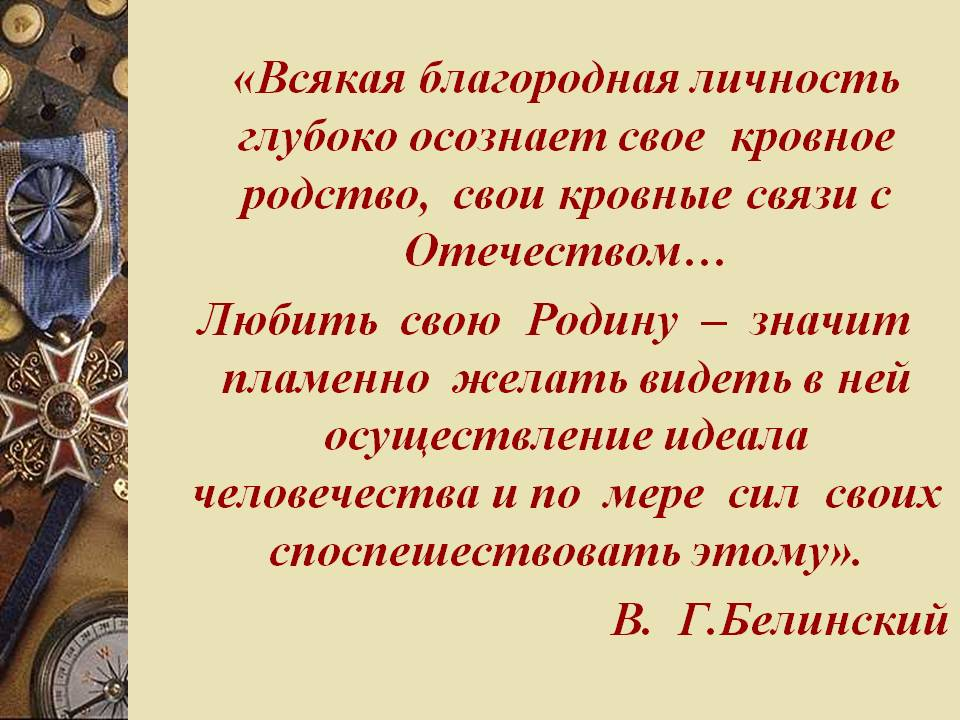 «Всякая благородная личность
глубоко осознает свое кровное
родство, свои кровные связи с
Отечеством…
Любить свою Родину – значит
пламенно желать видеть в ней
осуществление идеала
человечества и по мере сил своих
споспешествовать этому».
В. Г.Белинский